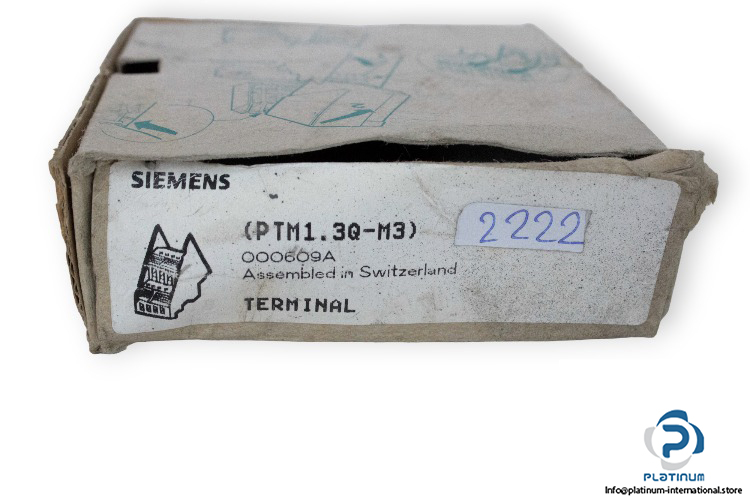 SIEMENS
(PTM1.3Q-M3)
2222
000609A
Assembled in Switzerland
TERMINAL
PLATINUM
Info@platinum-international.store